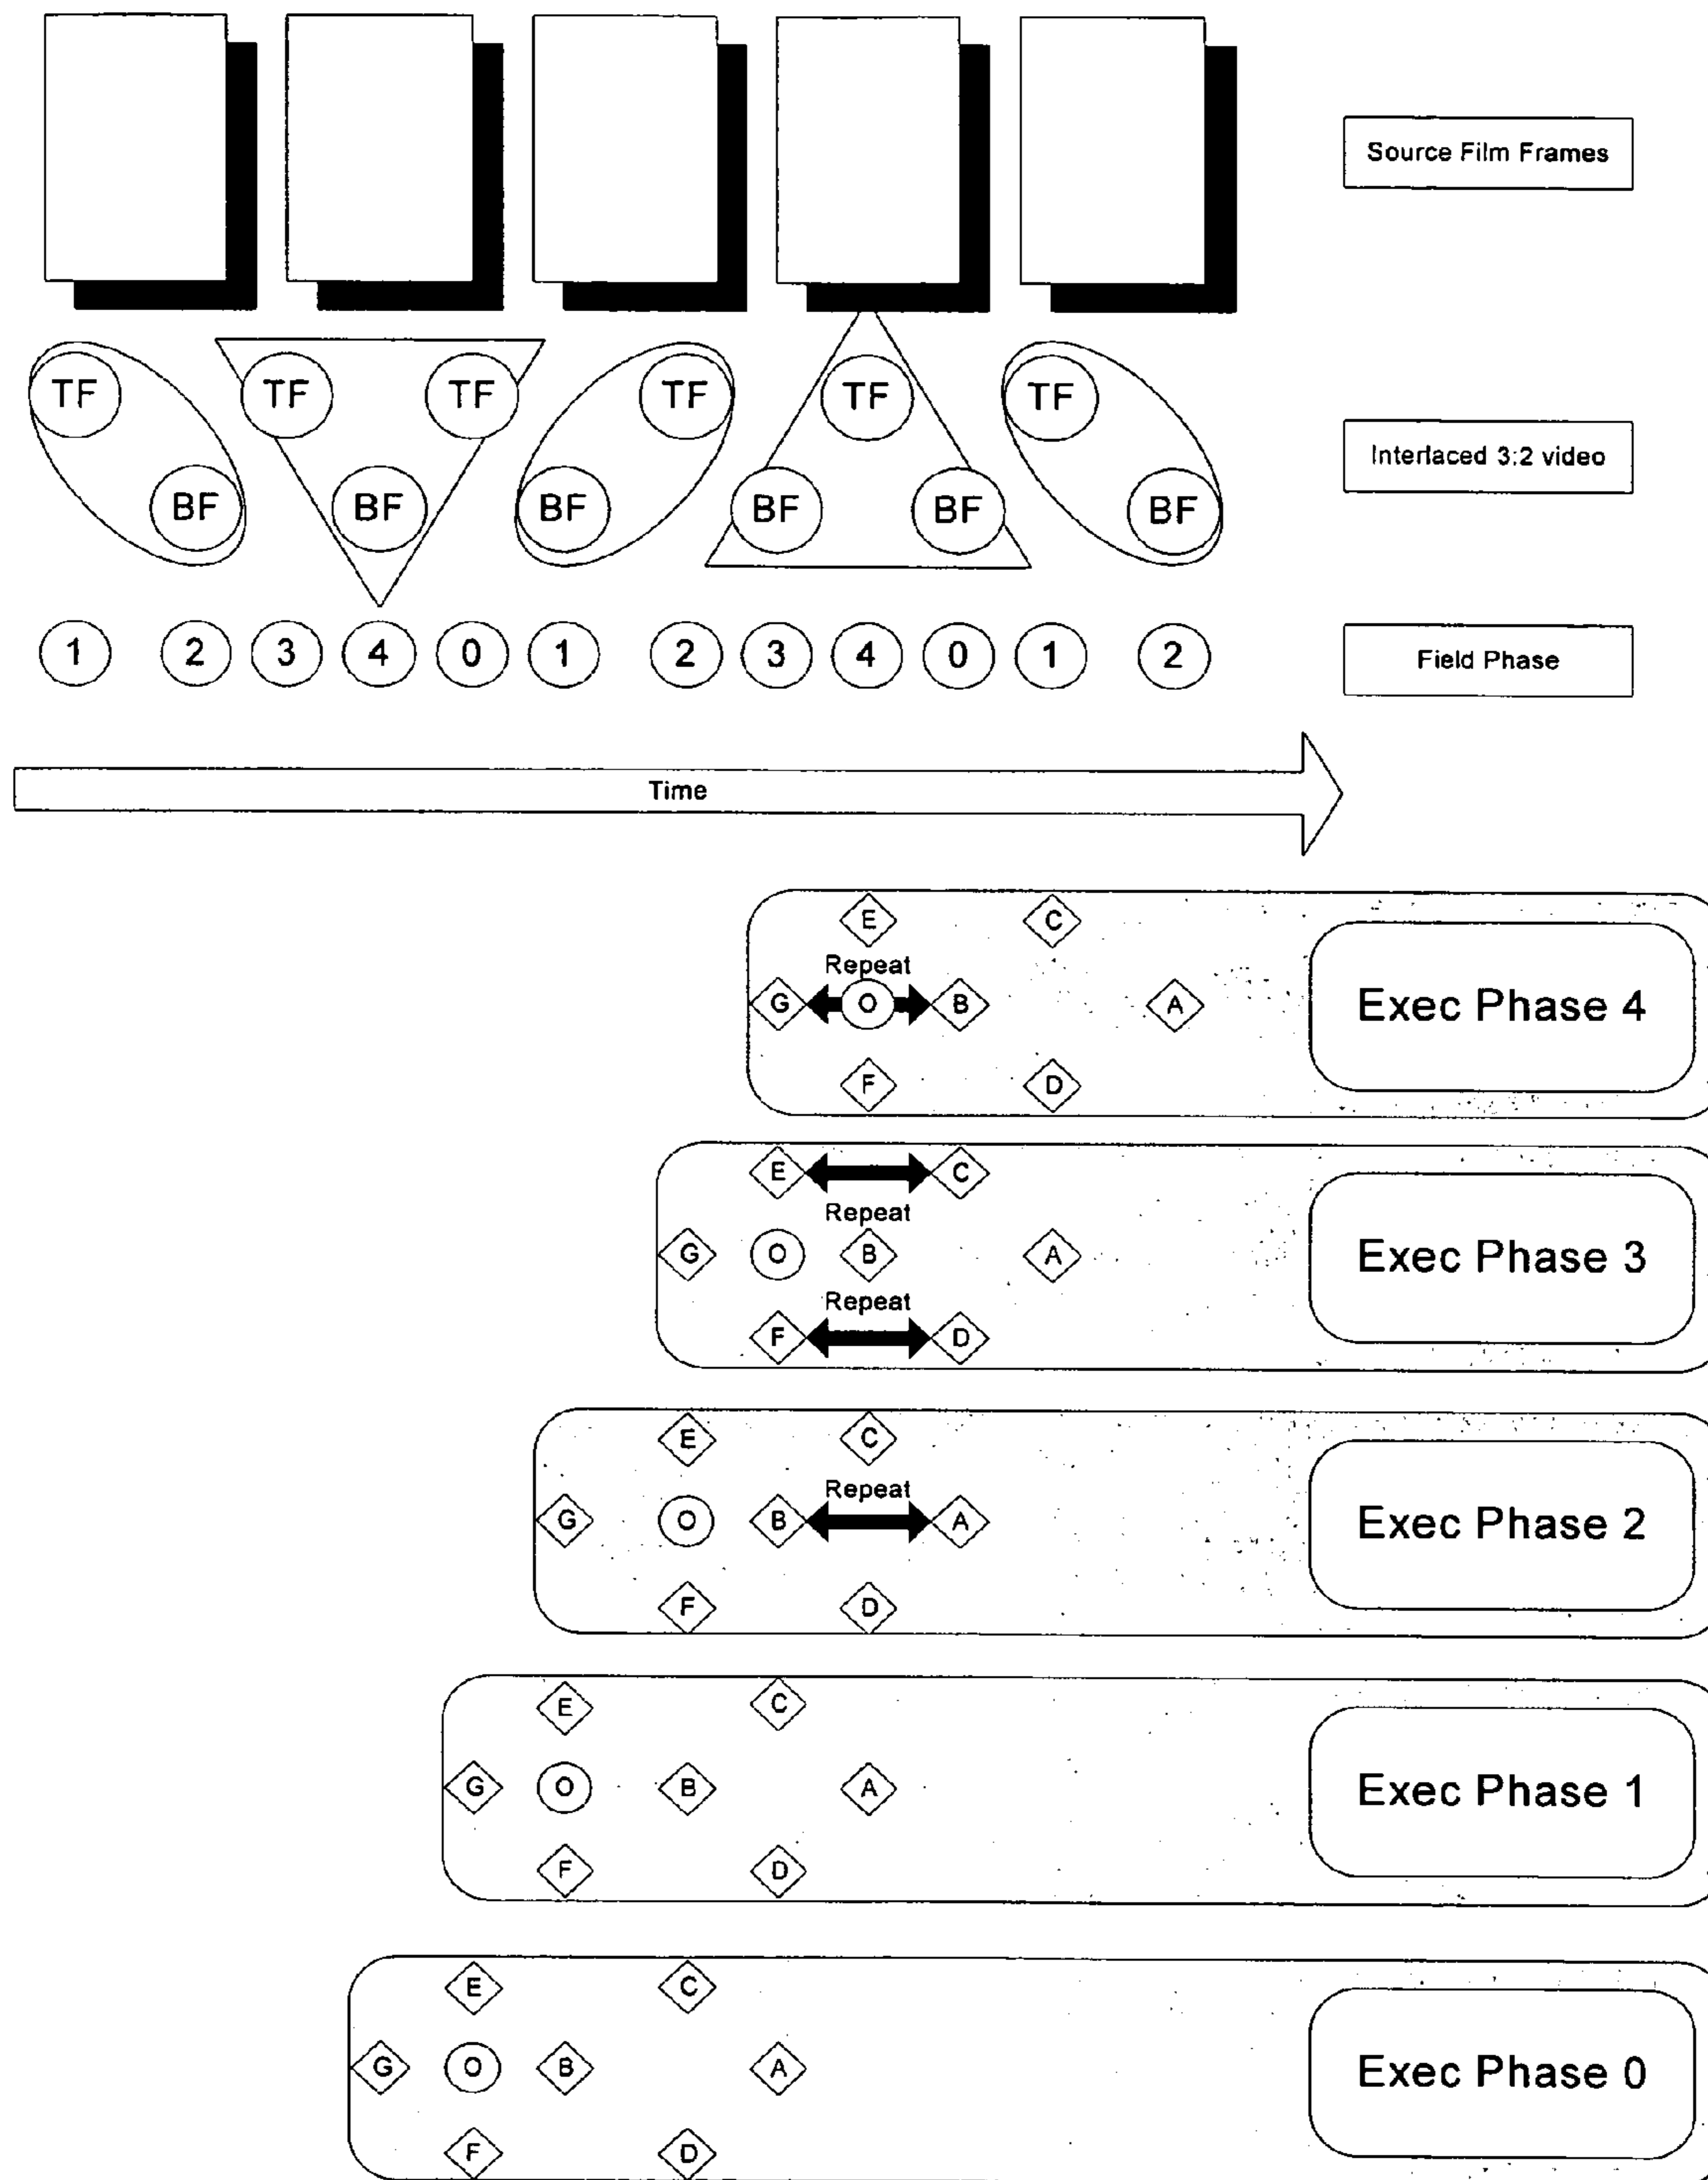 Source Film Frames
TF TF TF TF TF TF
Interlaced 3:2 video
BF BF BF BF BF BF
1 2 3 4 0 1 2 3 4 0 1 2
Field Phase
Time
E C
Repeat
G O B A
Exec Phase 4
F D
E C
Repeat
G O B A
Exec Phase 3
Repeat
F D
E C
Repeat
G O B A
Exec Phase 2
F D
E C
G O B A
Exec Phase 1
F D
E C
G O B A
Exec Phase 0
F D